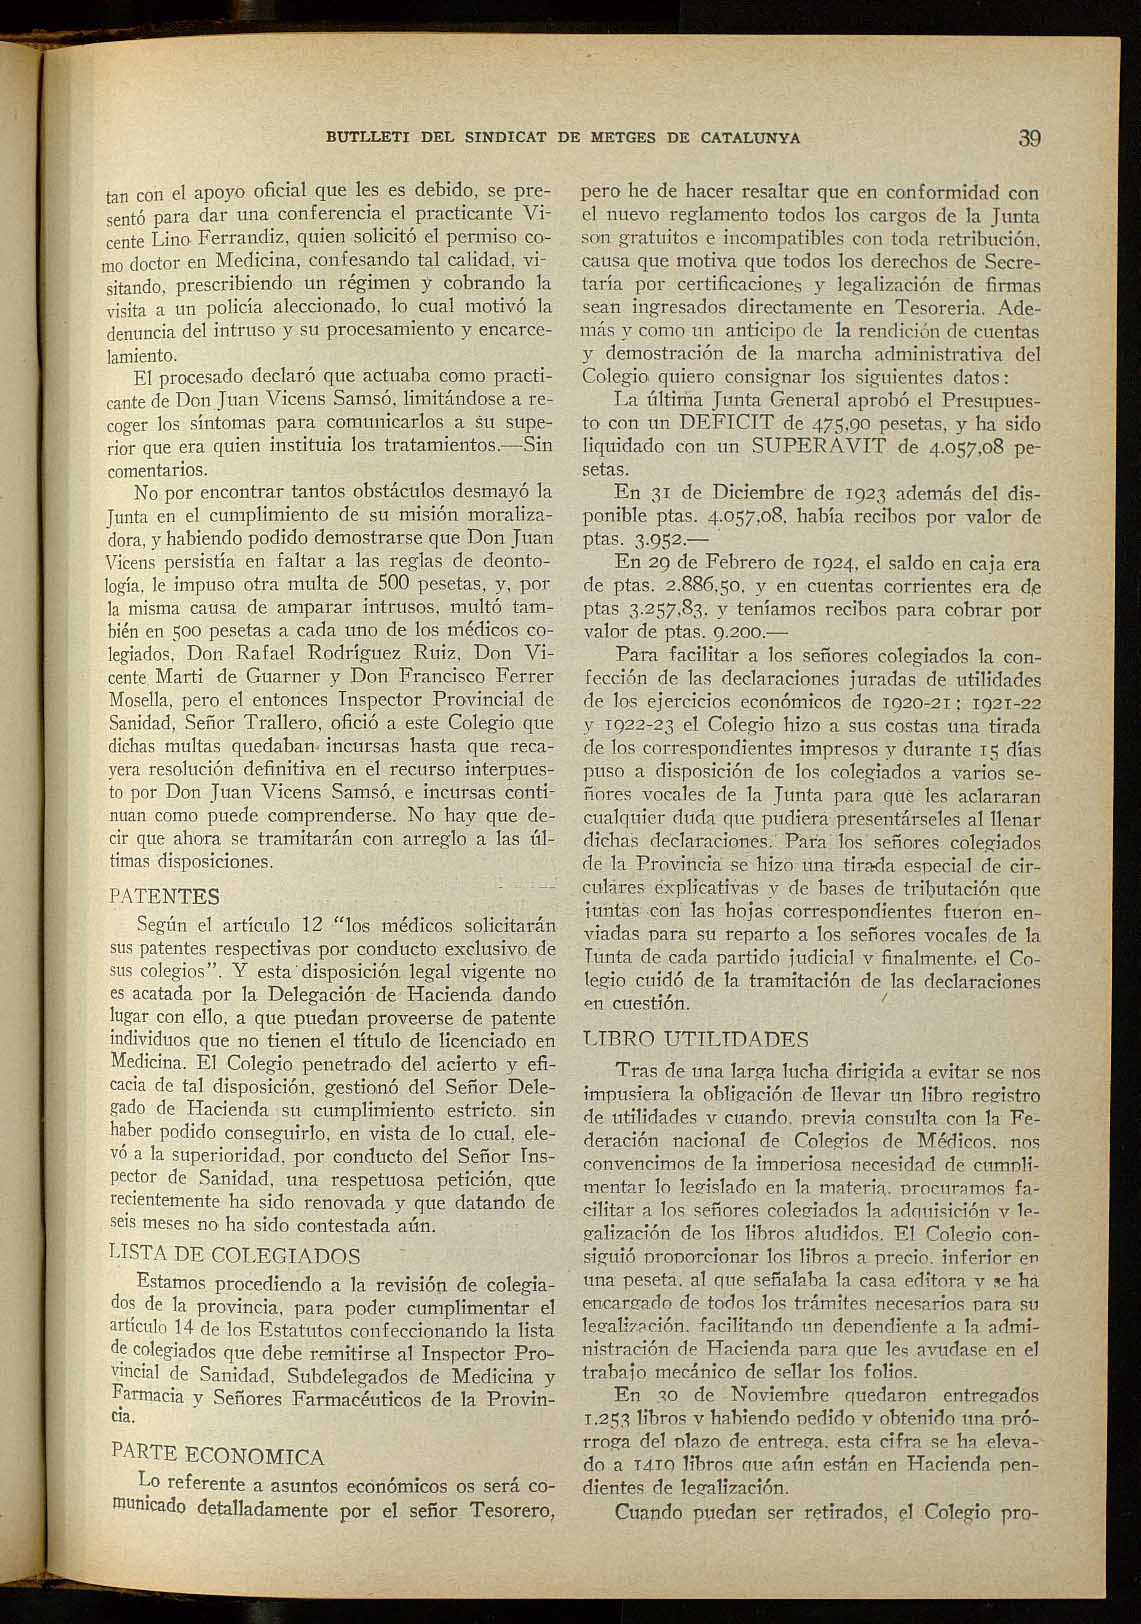 BUTLLETI DEL SINDICAT DE METGES DE CATALUNYA 39
tan con el apoyo oficial que les es debido, se pre-
sentó para dar una conferencia el practicante Vi-
cente Lino Ferrandiz, quien solicitó el permiso co-
mo doctor en Medicina, confesando tal calidad, vi-
sitando, prescribiendo un régimen y cobrando la
visita a un policía aleccionado, lo cual motivó la
denuncia del intruso y su procesamiento y encarce-
lamiento.
El procesado declaró que actuaba como practi-
cante de Don Juan Vicens Samsó, limitándose a re-
coger los síntomas para comunicarlos a su supe-
rior que era quien instituia los tratamientos.—Sin
comentarios.
No por encontrar tantos obstáculos desmayó la
Junta en el cumplimiento de su misión moraliza-
dora, y habiendo podido demostrarse que Don Juan
Vicens persistía en faltar a las reglas de deonto-
logía, le impuso otra multa de 500 pesetas, y, por
la misma causa de amparar intrusos, multó tam-
bién en 500 pesetas a cada uno de los médicos co-
legiados, Don Rafael Rodríguez Ruiz, Don Vi-
cente Marti de Guarner y Don Francisco Ferrer
Mosella, pero el entonces Inspector Provincial de
Sanidad, Señor Trallero, ofició a este Colegio que
dichas multas quedaban incursas hasta que reca-
yera resolución definitiva en el recurso interpues-
to por Don Juan Vicens Samsó, e incursas conti-
nuan como puede comprenderse. No hay que de-
cir que ahora se tramitarán con arreglo a las úl-
timas disposiciones.
PATENTES
Según el artículo 12 “los médicos solicitarán
sus patentes respectivas por conducto exclusivo de
sus colegios”. Y esta disposición legal vigente no
es acatada por la Delegación de Hacienda dando
lugar con ello, a que puedan proveerse de patente
individuos que no tienen el título de licenciado en
Medicina. El Colegio penetrado del acierto y efi-
cacia de tal disposición, gestionó del Señor Dele-
gado de Hacienda su cumplimiento estricto, sin
haber podido conseguirlo, en vista de lo cual, ele-
vó a la superioridad, por conducto del Señor Ins-
pector de Sanidad, una respetuosa petición, que
recientemente ha sido renovada y que datando de
seis meses no ha sido contestada aún.
LISTA DE COLEGIADOS
Estamos procediendo a la revisión de colegia-
dos de la provincia, para poder cumplimentar el
artículo 14 de los Estatutos confeccionando la lista
de colegiados que debe remitirse al Inspector Pro-
vincial de Sanidad, Subdelegados de Medicina y
Farmacia y Señores Farmacéuticos de la Provin-
cia.
PARTE ECONOMICA
Lo referente a asuntos económicos os será co-
municado detalladamente por el señor Tesorero,
pero he de hacer resaltar que en conformidad con
el nuevo reglamento todos los cargos de la Junta
son gratuitos e incompatibles con toda retribución,
causa que motiva que todos los derechos de Secre-
taría por certificaciones y legalización de firmas
sean ingresados directamente en Tesoreria. Ade-
más y como un anticipo de la rendición de cuentas
y demostración de la marcha administrativa del
Colegio quiero consignar los siguientes datos:
La última Junta General aprobó el Presupues-
to con un DEFICIT de 475,90 pesetas, y ha sido
liquidado con un SUPERAVIT de 4.057,08 pe-
setas.
En 31 de Diciembre de 1923 además del dis-
ponible ptas. 4.057,08, había recibos por valor de
ptas. 3.952.—
En 29 de Febrero de 1924, el saldo en caja era
de ptas. 2.886,50, y en cuentas corrientes era de
ptas 3.257,83, y teníamos recibos para cobrar por
valor de ptas. 9.200.—
Para facilitar a los señores colegiados la con-
fección de las declaraciones juradas de utilidades
de los ejercicios económicos de 1920-21; 1921-22
y 1922-23 el Colegio hizo a sus costas una tirada
de los correspondientes impresos y durante 15 días
puso a disposición de los colegiados a varios se-
ñores vocales de la Junta para que les aclararan
cualquier duda que pudiera presentárseles al llenar
dichas declaraciones. Para los señores colegiados
de la Provincia se hizo una tirada especial de cir-
culares explicativas y de bases de tributación que
juntas con las hojas correspondientes fueron en-
viadas para su reparto a los señores vocales de la
Junta de cada partido judicial y finalmente, el Co-
legio cuidó de la tramitación de las declaraciones
en cuestión.
LIBRO UTILIDADES
Tras de una larga lucha dirigida a evitar se nos
impusiera la obligación de llevar un libro registro
de utilidades y cuando, previa consulta con la Fe-
deración nacional de Colegios de Médicos, nos
convencimos de la imperiosa necesidad de cumpli-
mentar lo legislado en la materia, procuramos fa-
cilitar a los señores colegiados la adquisición y le-
galización de los libros aludidos. El Colegio con-
siguió proporcionar los libros a precio, inferior en
una peseta, al que señalaba la casa editora y se ha
encargado de todos los trámites necesarios para su
legalización, facilitando un dependiente a la admi-
nistración de Hacienda para que les ayudase en el
trabajo mecánico de sellar los folios.
En 30 de Noviembre quedaron entregados
1.253 libros y habiendo pedido y obtenido una pró-
rroga del plazo de entrega, esta cifra se ha eleva-
do a 1419 libros que aún están en Hacienda pen-
dientes de legalización.
Cuando puedan ser retirados, el Colegio pro-